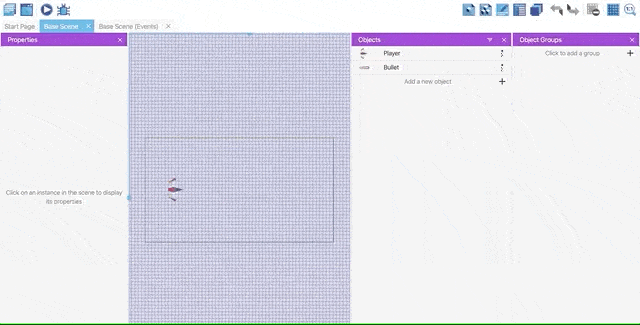 Start Page
Base Scene
Base Scene (Events)
Properties
Objects
Object Groups
Player
Click to add a group
Bullet
Add a new object
Click on an instance in the scene to display
its properties